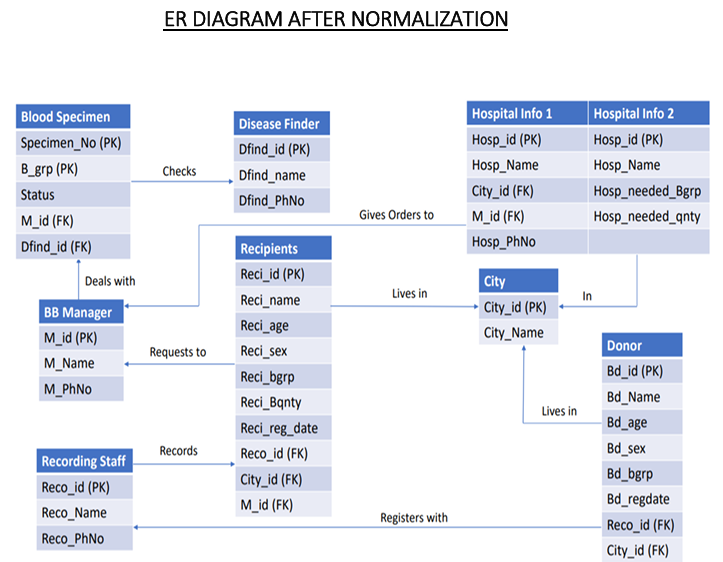 ER DIAGRAM AFTER NORMALIZATION
Blood Specimen
Specimen_No (PK)
B_grp (PK)
Status
M_id (FK)
Dfind_id (FK)
Checks
Disease Finder
Dfind_id (PK)
Dfind_name
Dfind_PhNo
Hospital Info 1
Hosp_id (PK)
Hosp_Name
City_id (FK)
M_id (FK)
Hosp_PhNo
Hospital Info 2
Hosp_id (PK)
Hosp_Name
Hosp_needed_Bgrp
Hosp_needed_qnty
Gives Orders to
Deals with
BB Manager
M_id (PK)
M_Name
M_PhNo
Requests to
Recipients
Reci_id (PK)
Reci_name
Reci_age
Reci_sex
Reci_bgrp
Reci_Bqnty
Reci_reg_date
Reco_id (FK)
City_id (FK)
M_id (FK)
Lives in
City
City_id (PK)
City_Name
In
Donor
Bd_id (PK)
Bd_Name
Bd_age
Bd_sex
Bd_bgrp
Bd_regdate
Reco_id (FK)
City_id (FK)
Lives in
Recording Staff
Reco_id (PK)
Reco_Name
Reco_PhNo
Records
Registers with